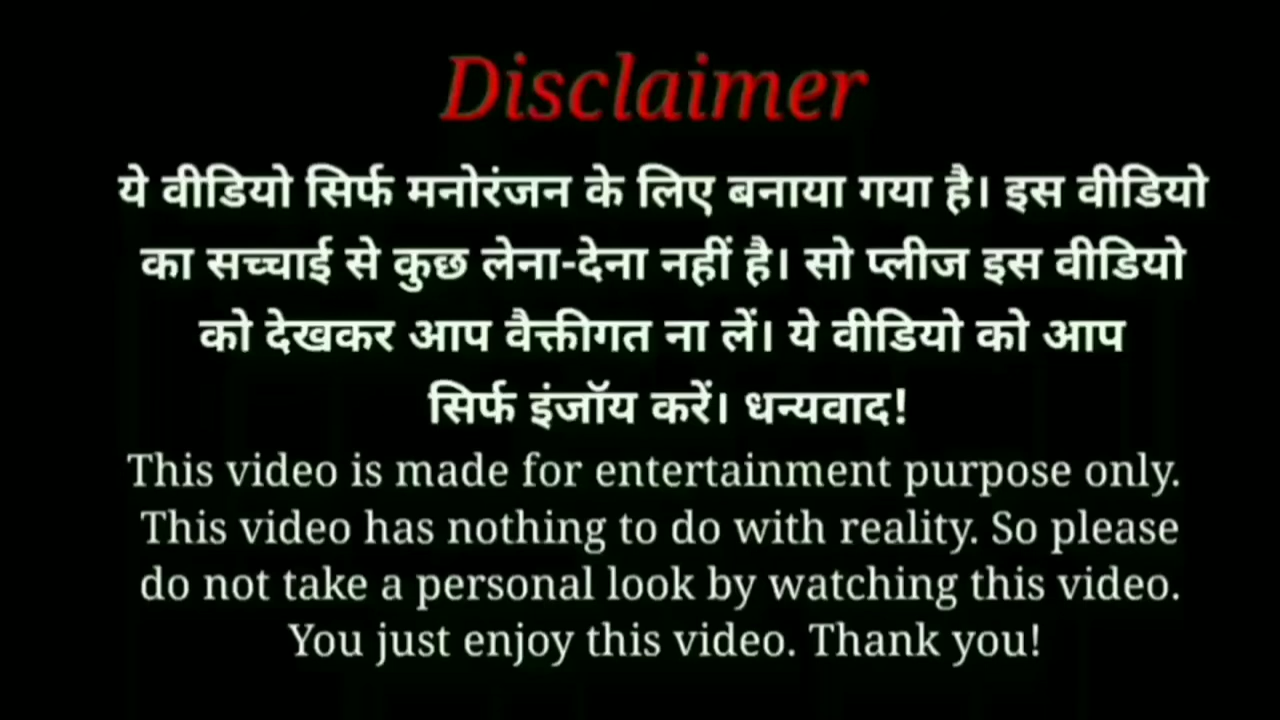 Disclaimer
ये वीडियो सिर्फ मनोरंजन के लिए बनाया गया है। इस वीडियो
का सच्चाई से कुछ लेना-देना नहीं है। सो प्लीज इस वीडियो
को देखकर आप वैक्तीगत ना लें। ये वीडियो को आप
सिर्फ इंजॉय करें। धन्यवाद!
This video is made for entertainment purpose only.
This video has nothing to do with reality. So please
do not take a personal look by watching this video.
You just enjoy this video. Thank you!